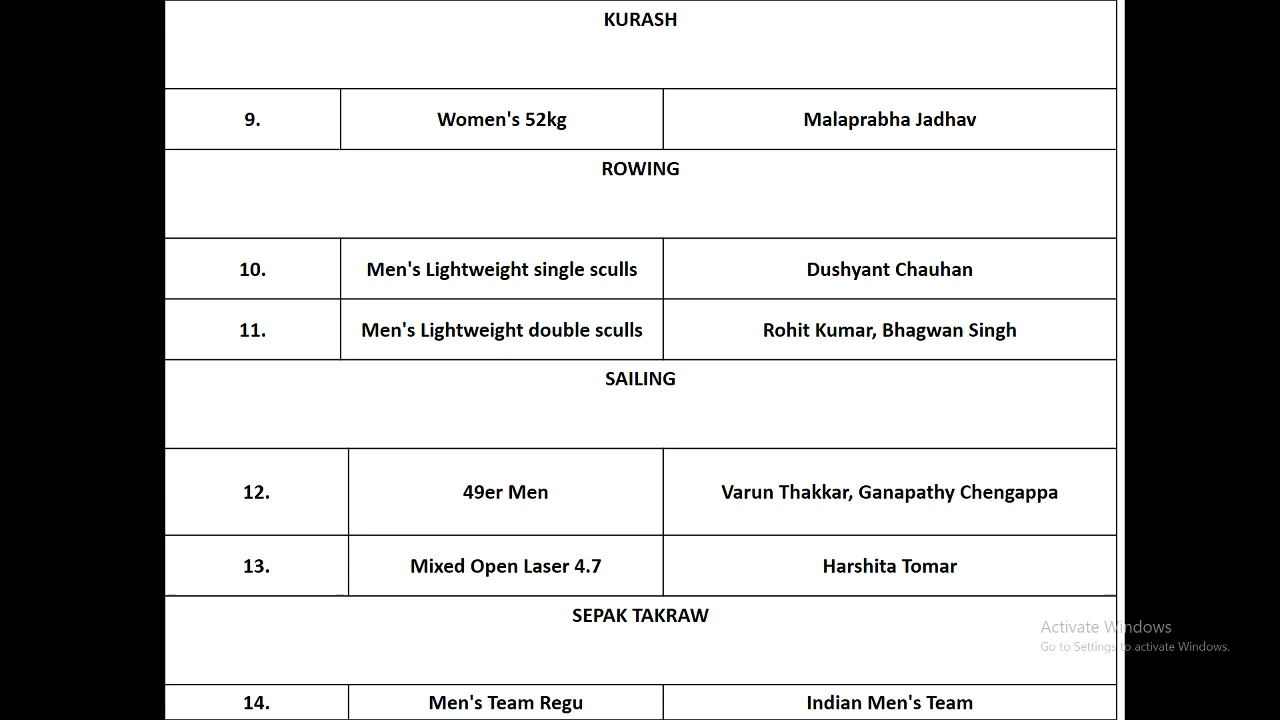 KURASH
9. Women's 52kg Malaprabha Jadhav
ROWING
10. Men's Lightweight single sculls Dushyant Chauhan
11. Men's Lightweight double sculls Rohit Kumar, Bhagwan Singh
SAILING
12. 49er Men Varun Thakkar, Ganapathy Chengappa
13. Mixed Open Laser 4.7 Harshita Tomar
SEPAK TAKRAW
Activate Windows
Go to Settings to activate Windows.
14. Men's Team Regu Indian Men's Team